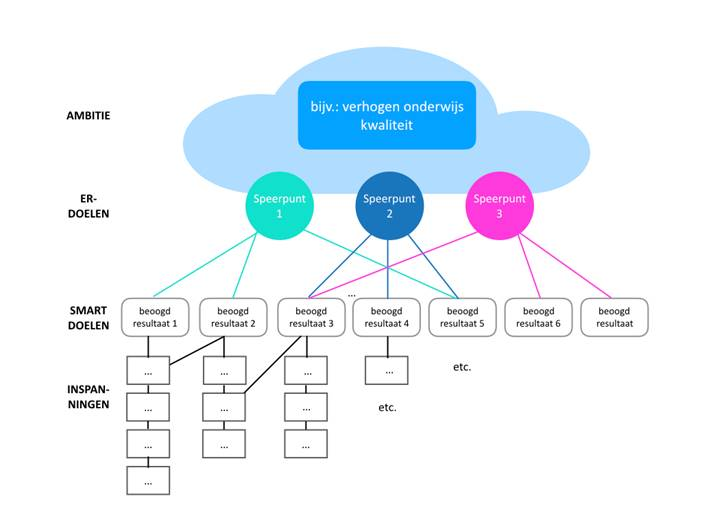 bijv.: verhogen onderwijs
kwaliteit
AMBITIE
Speerpunt
1
Speerpunt
2
Speerpunt
3
ER-
DOELEN
...
SMART
DOELEN
beoogd
resultaat 1
beoogd
resultaat 2
beoogd
resultaat 3
beoogd
resultaat 4
beoogd
resultaat 5
beoogd
resultaat 6
beoogd
resultaat
... ... ... ...
etc.
INSPAN-
NINGEN
... ... ...
etc.
... ... ...
...